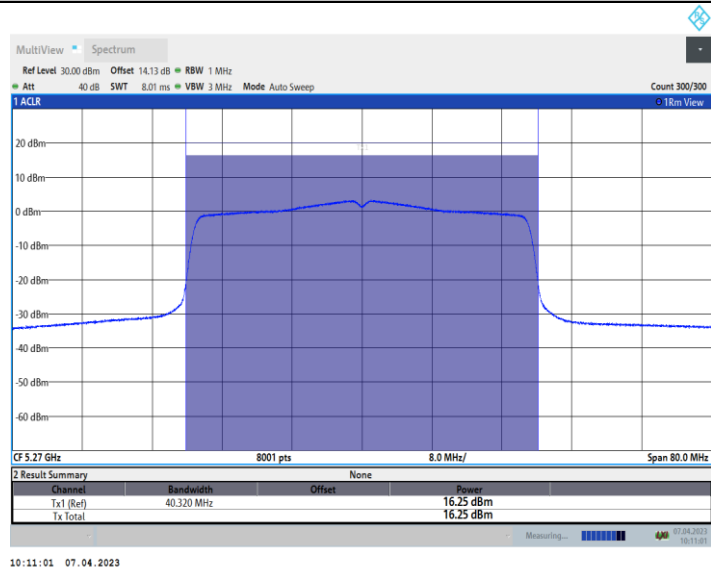 R S
MultiView Spectrum
Ref Level 30.00 dBm Offset 14.13 dB RBW 1 MHz
Att 40 dB SWT 8.01 ms VBW 3 MHz Mode Auto Sweep Count 300/300
1 ACLR 1Rm View
20 dBm
10 dBm
0 dBm
-10 dBm
-20 dBm
-30 dBm
-40 dBm
-50 dBm
-60 dBm
CF 5.27 GHz 8001 pts 8.0 MHz/ Span 80.0 MHz
2 Result Summary None
Channel Bandwidth Offset Power
Tx1 (Ref) 40.320 MHz 16.25 dBm
Tx Total 16.25 dBm
Measuring... 07.04.2023
10:11:01
10:11:01 07.04.2023